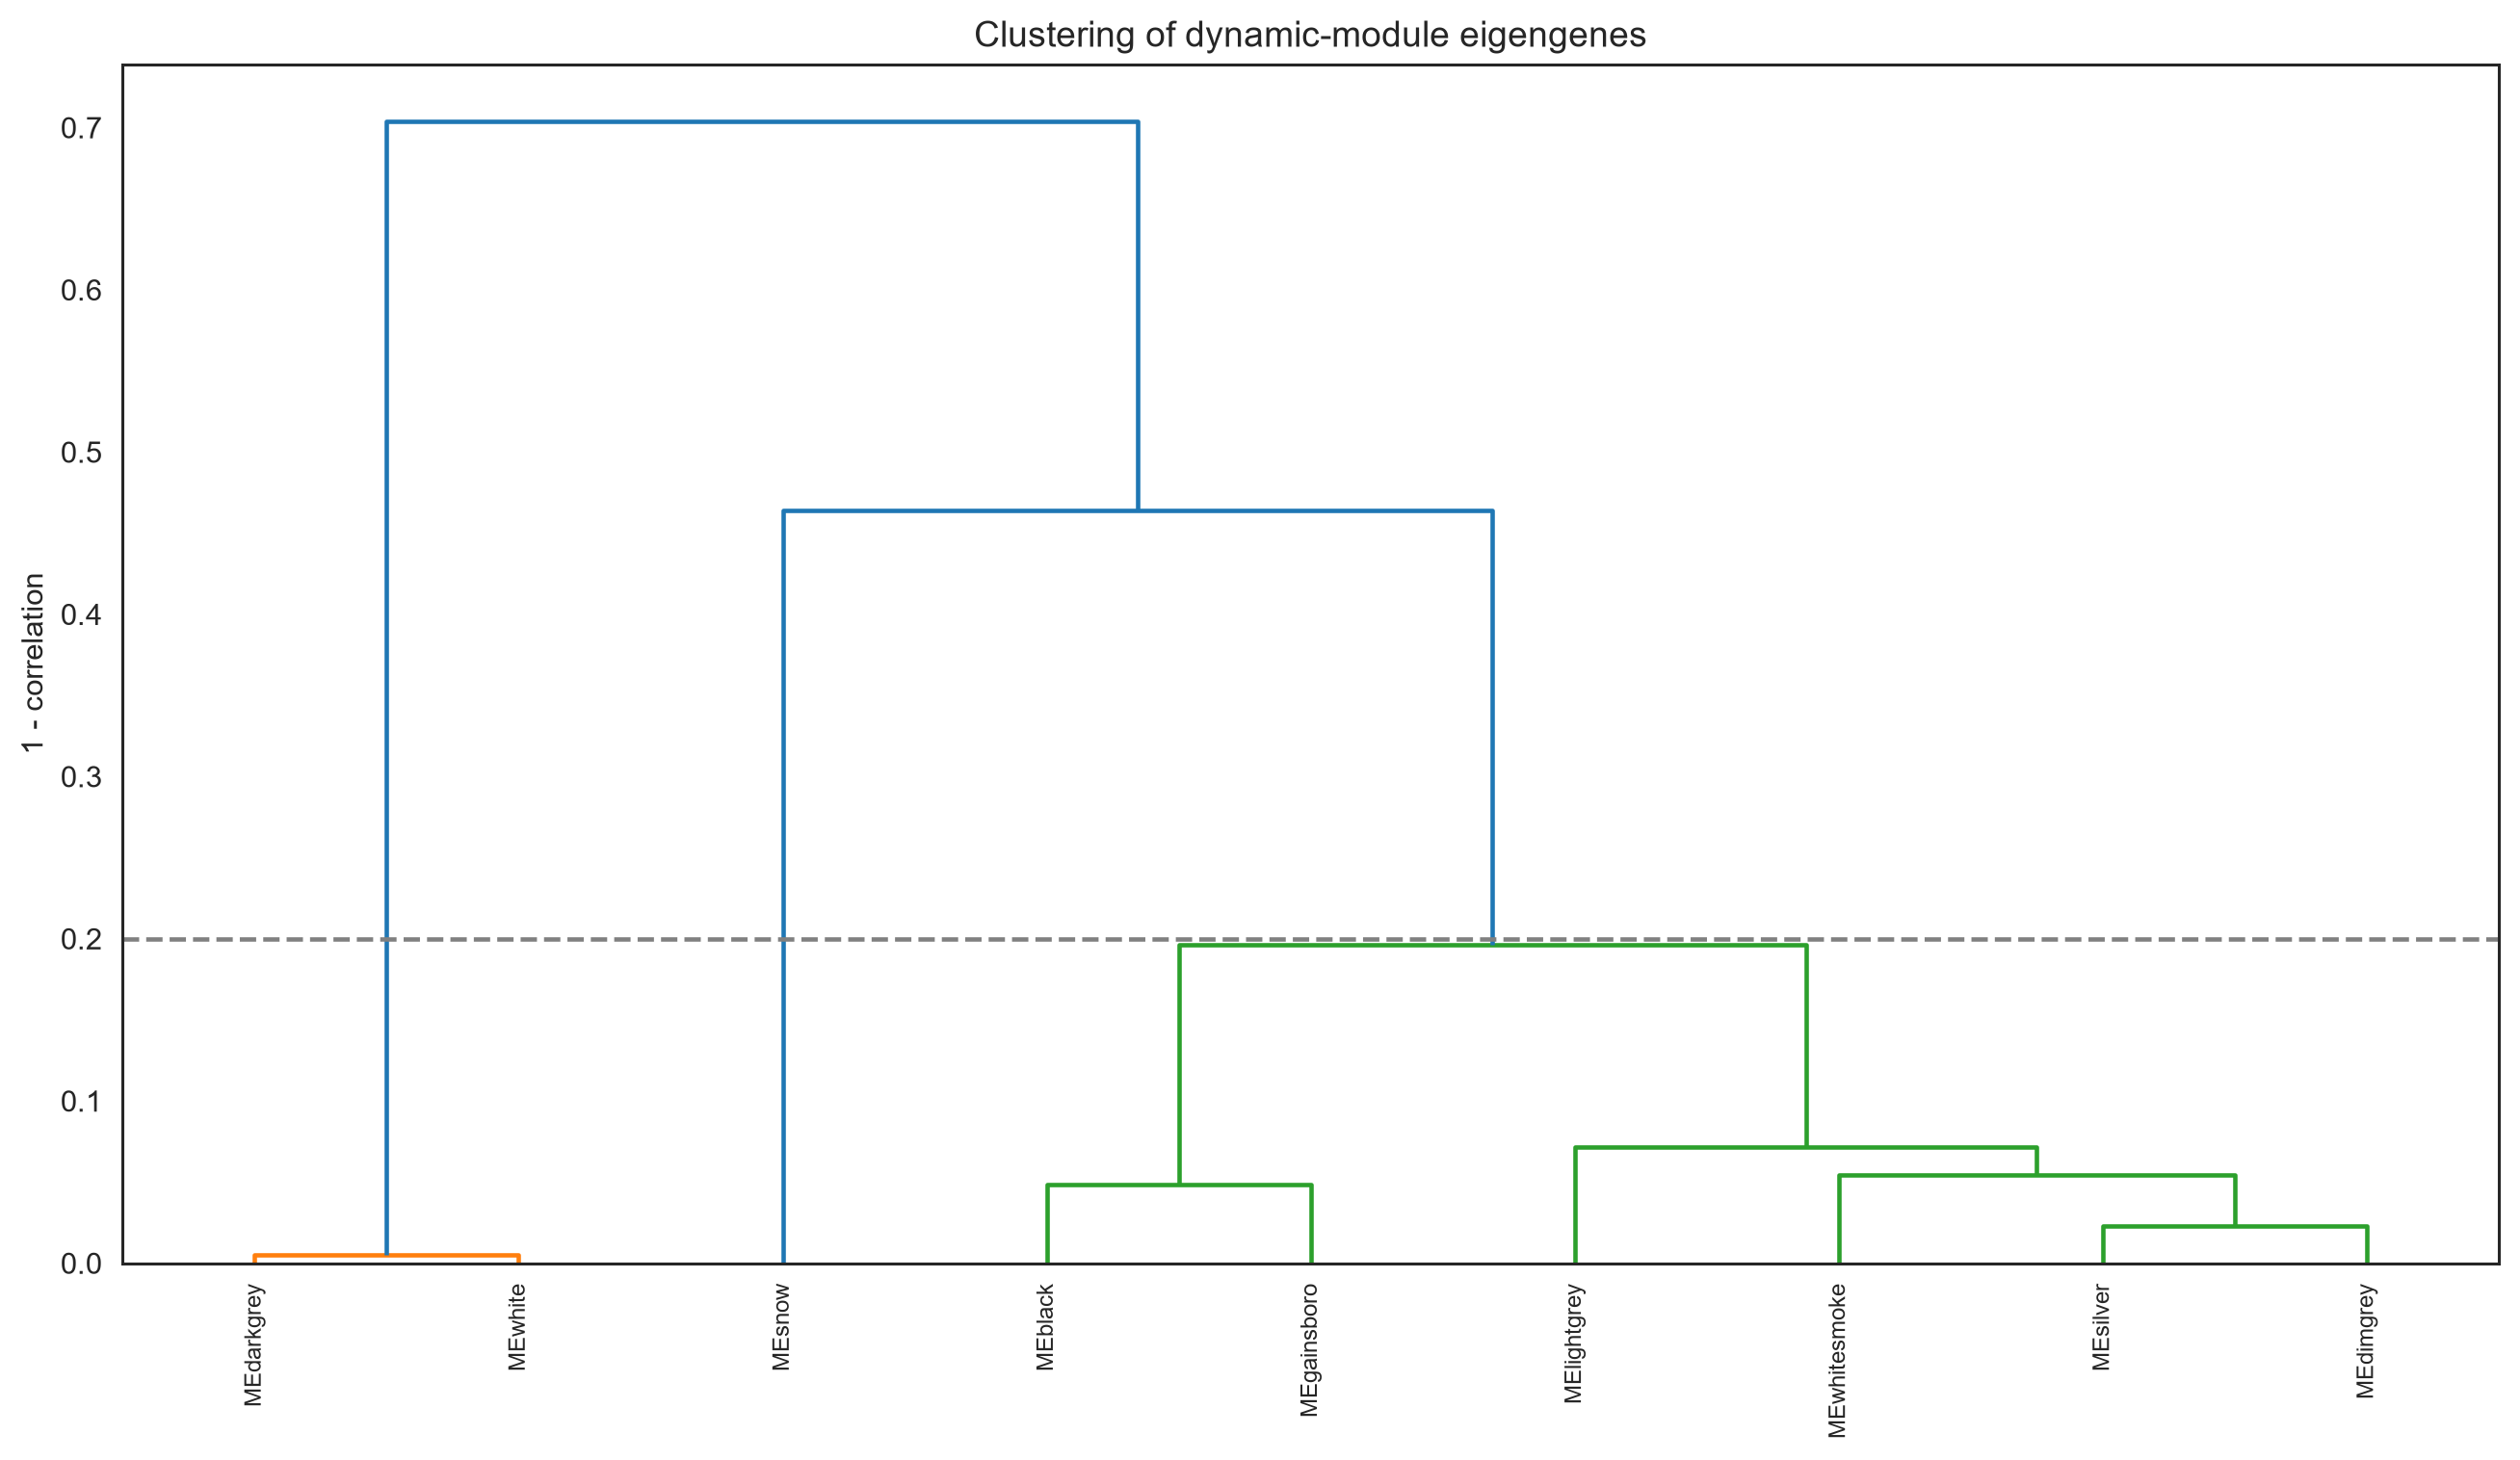 Clustering of dynamic-module eigengenes
1 - correlation
0.7
0.6
0.5
0.4
0.3
0.2
0.1
0.0
MEdarkgrey
MEwhite
MEsnow
MEblack
MEgainsboro
MElightgrey
MEwhitesmoke
MEsilver
MEdimgrey